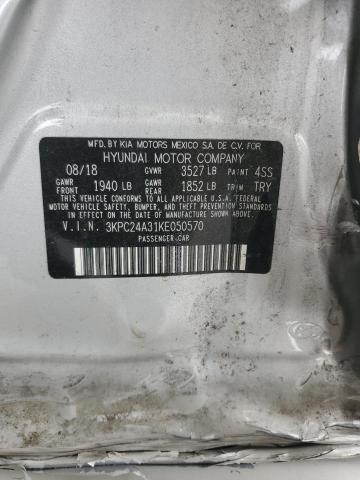 MFD. BY KIA MOTORS MEXICO S.A. DE C.V. FOR
HYUNDAI MOTOR COMPANY
08/18 GVWR 3527 LB PAINT 4SS
GAWR FRONT 1940 LB GAWR REAR 1852 LB TRIM TRY
THIS VEHICLE CONFORMS TO ALL APPLICABLE U.S.A. FEDERAL MOTOR
VEHICLE SAFETY, BUMPER, AND THEFT PREVENTION STANDARDS
IN EFFECT ON THE DATE OF MANUFACTURE SHOWN ABOVE.
V.I.N. 3KPC24A31KE050570
PASSENGER CAR